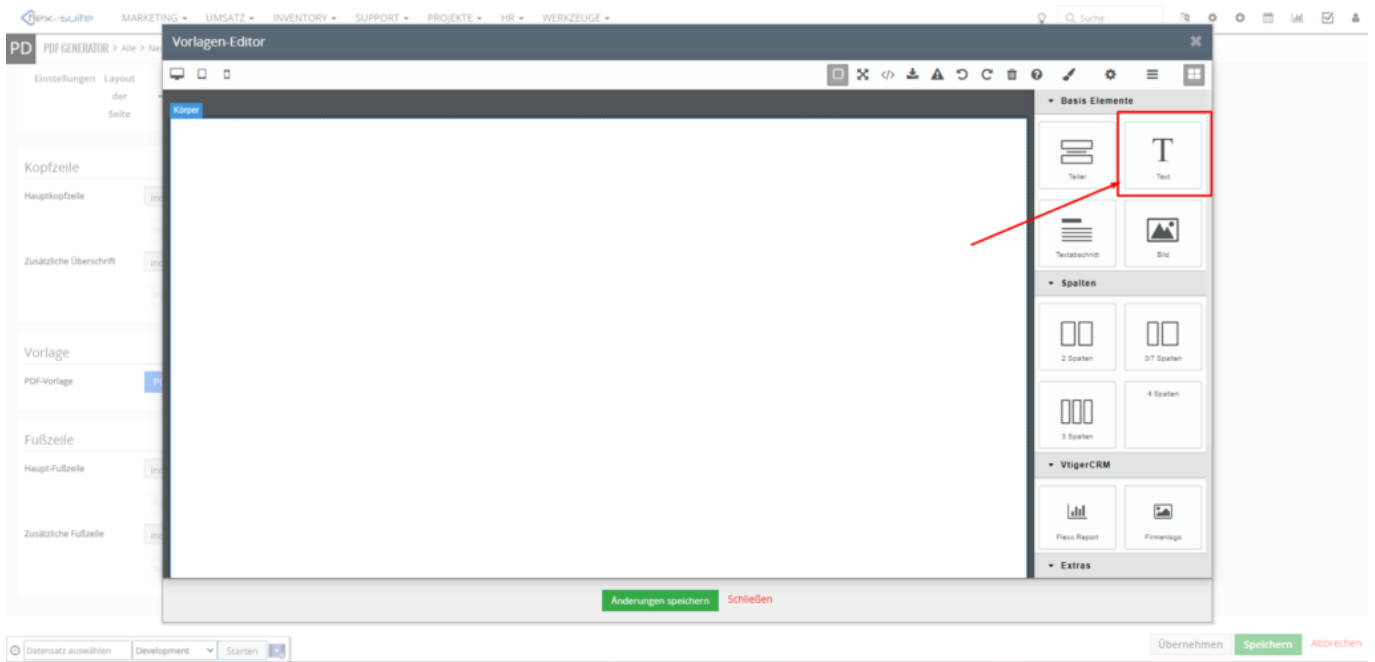 flex-suite MARKETING UMSATZ INVENTORY SUPPORT PROJEKTE HR WERKZEUGE Suche
PD PDF-GENERATOR > Alle >
Vorlagen-Editor
Einstellungen Layout
der
Seite
Körper
Basis Elemente
Teiler
T
Text
Kopfzeile
Hauptkopfzeile
Textabschnitt
Bild
Zusätzliche Überschrift
Spalten
Vorlage
2 Spalten
3/7 Spalten
PDF-Vorlage
4 Spalten
3 Spalten
Fußzeile
Haupt-Fußzeile
VtigerCRM
Zusätzliche Fußzeile
Flexx Report
Firmenlogo
Extras
Änderungen speichern Schließen
Datensatz auswählen Development Starten
Übernehmen Speichern Abbrechen